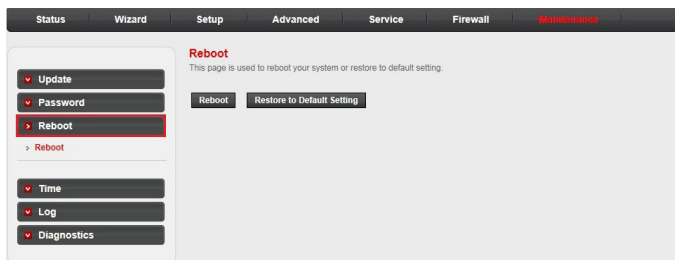 Status Wizard Setup Advanced Service Firewall Maintenance
Reboot
This page is used to reboot your system or restore to default setting.
Reboot Restore to Default Setting
Update
Password
Reboot
> Reboot
Time
Log
Diagnostics